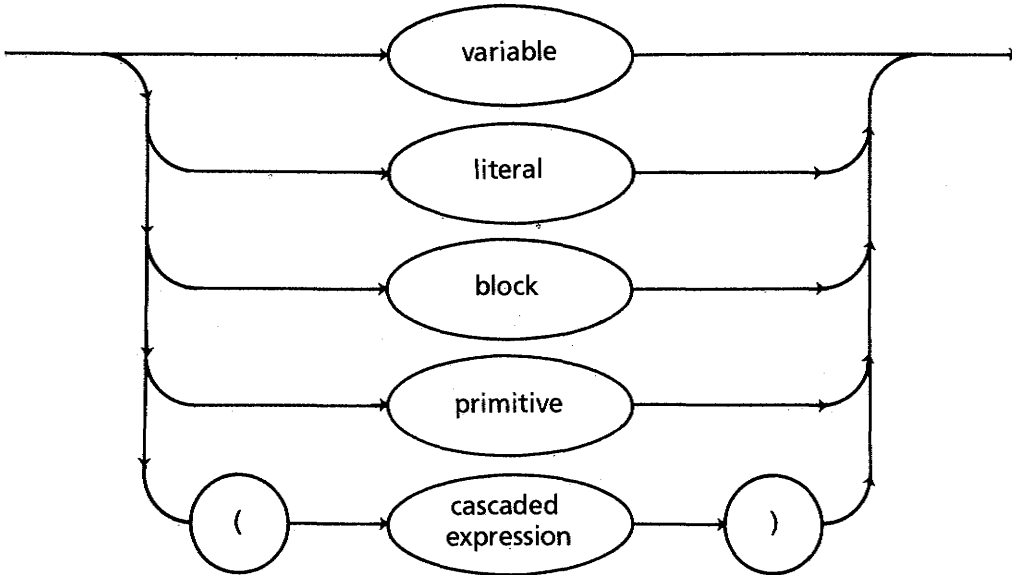 variable
literal
block
primitive
( cascaded )
expression